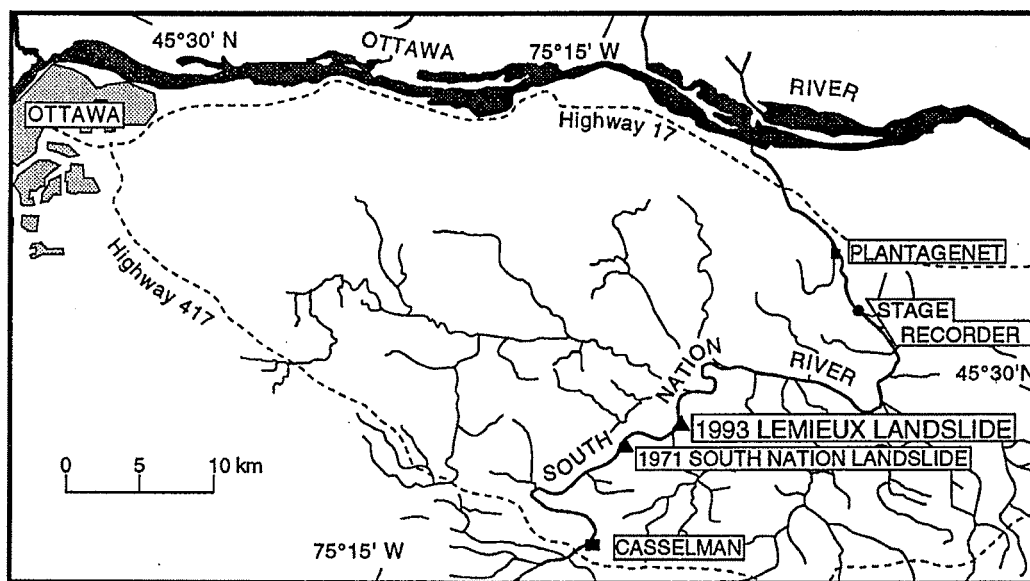 45°30' N
OTTAWA
75°15' W
RIVER
OTTAWA
Highway 17
Highway 417
PLANTAGENET
STAGE
RECORDER
SOUTH NATION RIVER
45°30'N
1993 LEMIEUX LANDSLIDE
1971 SOUTH NATION LANDSLIDE
0 5 10 km
75°15' W
CASSELMAN